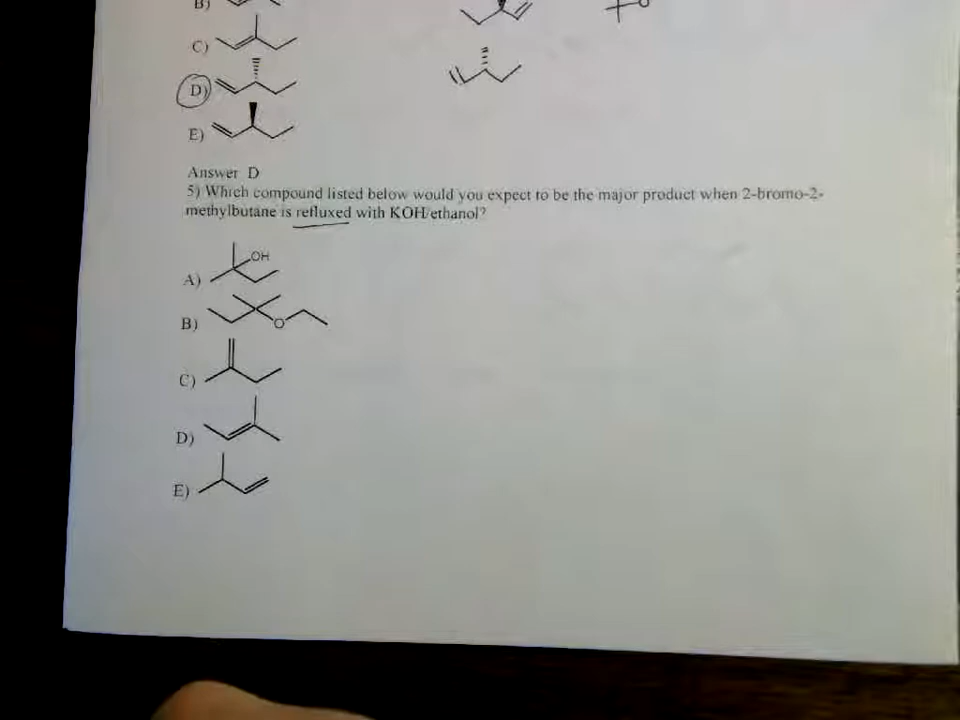 B)
C)
D)
E)
Answer D
5) Which compound listed below would you expect to be the major product when 2-bromo-2-
methylbutane is refluxed with KOH/ethanol?
A) OH
B) O
C)
D)
E)